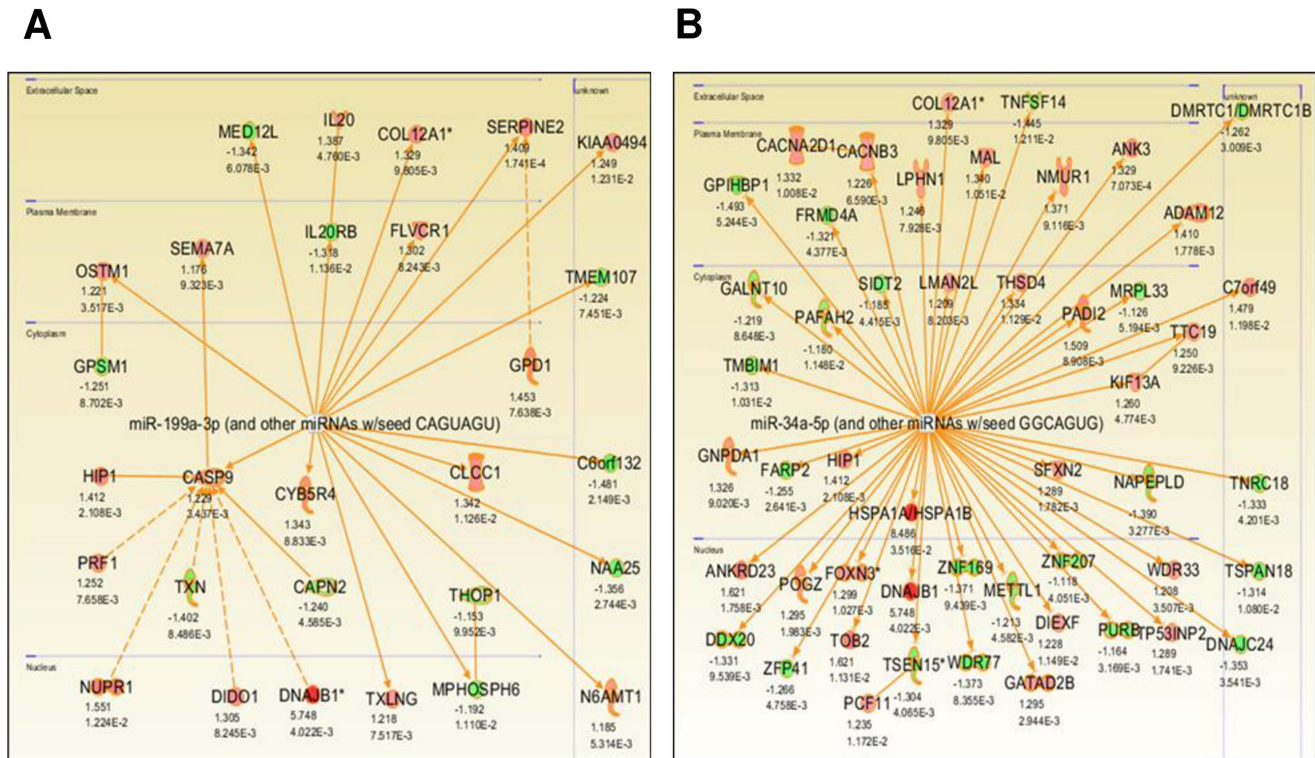 A
B
Extracellular Space
unknown
MED12L
-1.342
6.078E-3
IL20
1.387
4.760E-3
COL12A1*
1.329
9.805E-3
SERPINE2
1.409
1.741E-4
KIAA0494
1.249
1.231E-2
Plasma Membrane
SEMA7A
1.176
9.323E-3
IL20RB
-1.318
1.136E-2
FLVCR1
1.302
8.243E-3
OSTM1
1.221
3.517E-3
TMEM107
-1.224
7.451E-3
Cytoplasm
GPSM1
-1.251
8.702E-3
GPD1
1.453
7.638E-3
miR-199a-3p (and other miRNAs w/seed CAGUAGU)
HIP1
1.412
2.108E-3
CASP9
1.229
3.437E-3
CYB5R4
1.343
8.833E-3
CLCC1
1.342
1.126E-2
C6orf132
-1.481
2.149E-3
PRF1
1.252
7.658E-3
TXN
-1.402
8.486E-3
CAPN2
-1.240
4.585E-3
THOP1
-1.153
9.952E-3
NAA25
-1.356
2.744E-3
Nucleus
NUPR1
1.551
1.224E-2
DIDO1
1.305
8.245E-3
DNAJB1*
5.748
4.022E-3
TXLNG
1.218
7.517E-3
MPHOSPH6
-1.192
1.110E-2
N6AMT1
1.185
5.314E-3
Extracellular Space
unknown
COL12A1*
1.329
9.805E-3
TNFSF14
-1.445
1.211E-2
DMRTC1/DMRTC1B
-1.262
3.009E-3
Plasma Membrane
CACNA2D1
1.332
1.008E-2
CACNB3
1.226
6.590E-3
LPHN1
1.246
7.928E-3
MAL
1.340
1.051E-2
NMUR1
1.371
9.116E-3
ANK3
1.329
7.073E-4
GPIHBP1
-1.493
5.244E-3
FRMD4A
-1.321
4.377E-3
ADAM12
1.410
1.778E-3
Cytoplasm
GALNT10
-1.219
8.648E-3
PAFAH2
-1.180
1.148E-2
SIDT2
-1.185
4.415E-3
LMAN2L
1.209
8.203E-3
THSD4
1.334
1.129E-2
PADI2
1.509
8.908E-3
MRPL33
-1.126
5.194E-3
C7orf49
1.479
1.198E-2
TTC19
1.250
9.226E-3
TMBIM1
-1.313
1.031E-2
KIF13A
1.260
4.774E-3
miR-34a-5p (and other miRNAs w/seed GGCAGUG)
GNPDA1
1.326
9.020E-3
FARP2
-1.255
2.641E-3
HIP1
1.412
2.108E-3
SFXN2
1.289
1.782E-3
NAPEPLD
-1.390
3.277E-3
TNRC18
-1.333
4.201E-3
HSPA1A/HSPA1B
8.486
3.516E-2
Nucleus
ANKRD23
1.621
1.758E-3
POGZ
1.295
1.983E-3
FOXN3*
1.299
1.027E-3
DNAJB1
5.748
4.022E-3
ZNF169
-1.371
9.439E-3
METTL1
-1.213
4.582E-3
ZNF207
-1.118
4.051E-3
WDR33
1.208
3.507E-3
TSPAN18
-1.314
1.080E-2
DDX20
-1.331
9.539E-3
ZFP41
-1.266
4.758E-3
TOB2
1.621
1.131E-2
TSEN15*
-1.304
4.065E-3
WDR77
-1.373
8.355E-3
DIEXF
1.228
1.149E-2
PURB
-1.164
3.169E-3
TP53INP2
1.289
1.741E-3
DNAJC24
-1.353
3.541E-3
GATAD2B
1.295
2.944E-3
PCF11
1.235
1.172E-2